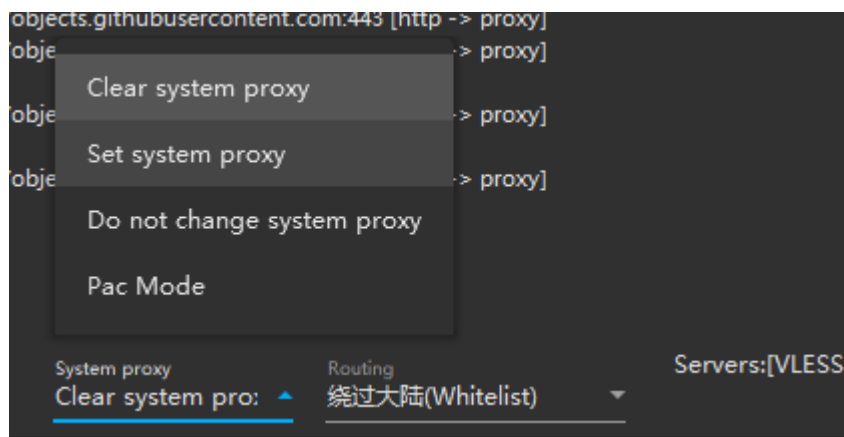 objects.githubusercontent.com:443 [http -> proxy]
-> proxy]
Clear system proxy
-> proxy]
Set system proxy
-> proxy]
Do not change system proxy
Pac Mode
System proxy
Clear system pro:
Routing
绕过大陆(Whitelist)
Servers:[VLESS